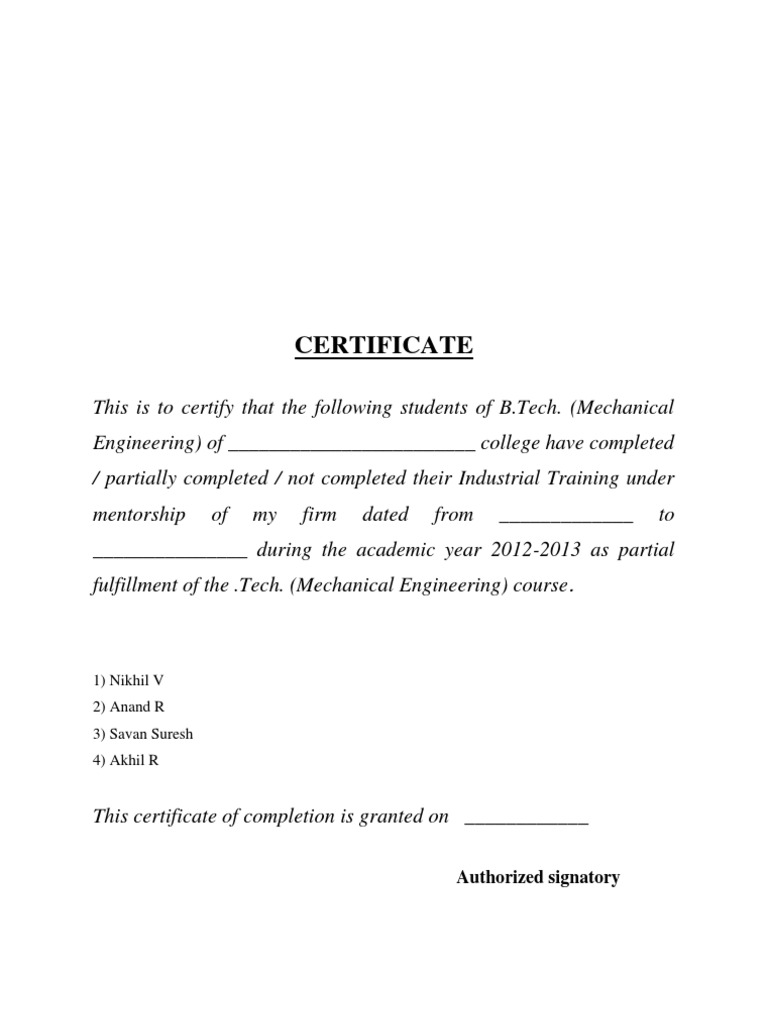 CERTIFICATE
This is to certify that the following students of B.Tech. (Mechanical
Engineering) of ________________________ college have completed
/ partially completed / not completed their Industrial Training under
mentorship of my firm dated from _____________ to
_______________ during the academic year 2012-2013 as partial
fulfillment of the .Tech. (Mechanical Engineering) course.
1) Nikhil V
2) Anand R
3) Savan Suresh
4) Akhil R
This certificate of completion is granted on ____________
Authorized signatory